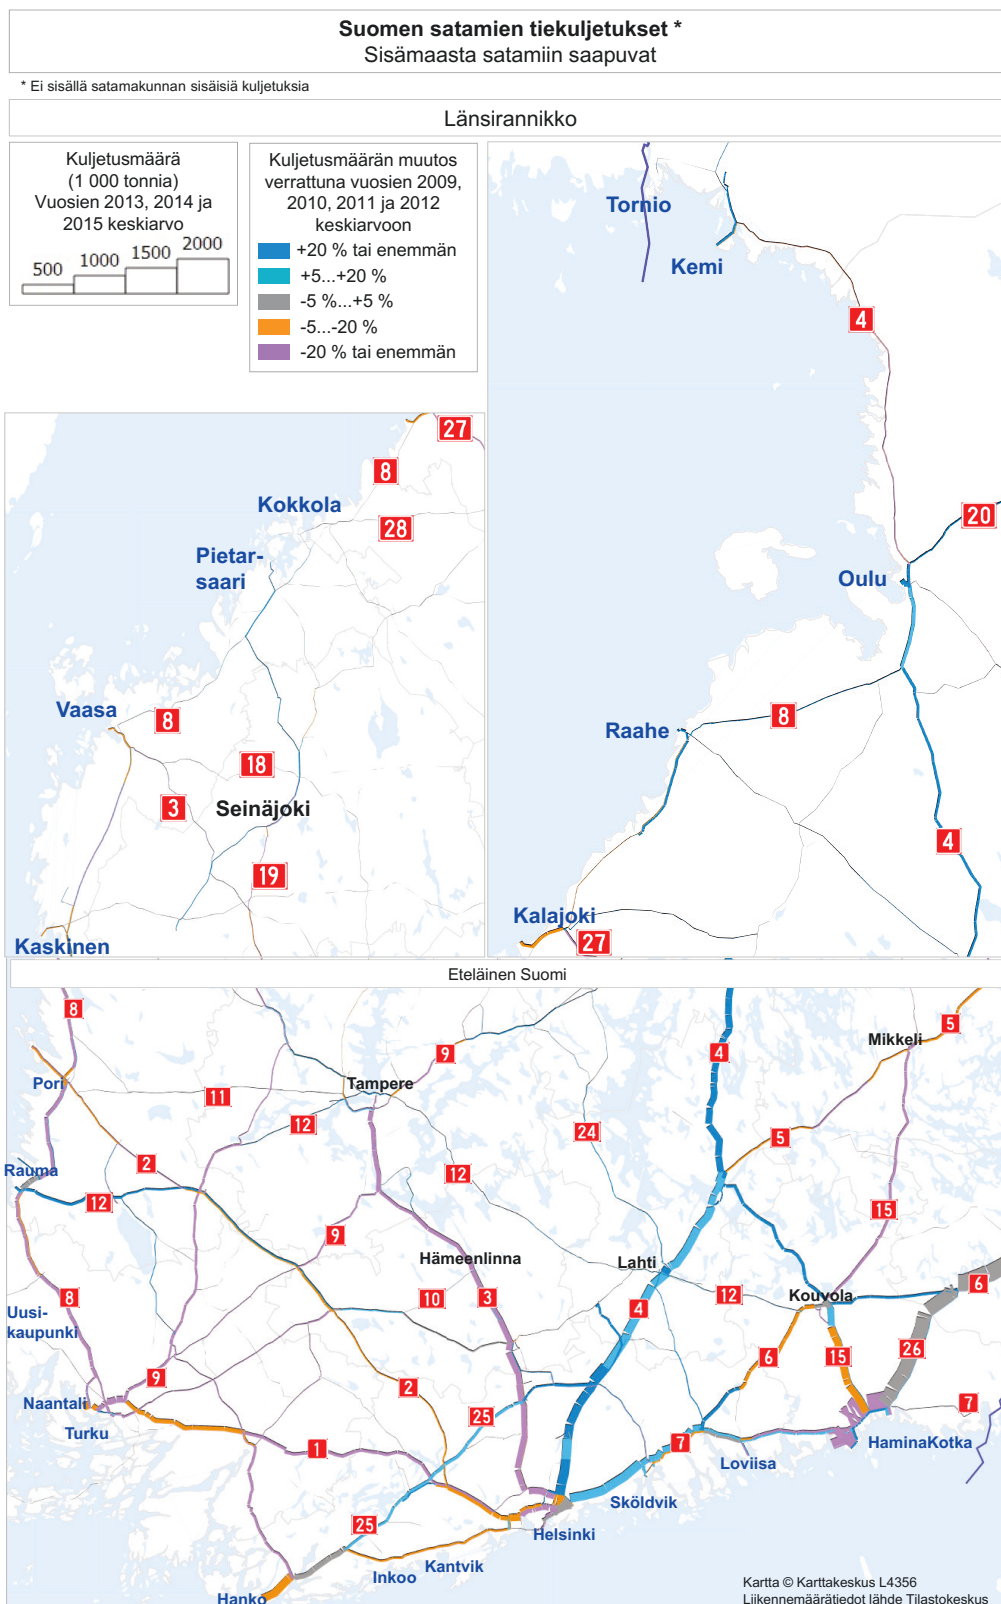 Suomen satamien tiekuljetukset *
Sisämaasta satamiin saapuvat
* Ei sisällä satamakunnan sisäisiä kuljetuksia
Länsirannikko
Kuljetusmäärä
(1 000 tonnia)
Vuosien 2013, 2014 ja
2015 keskiarvo
500 1000 1500 2000
Kuljetusmäärän muutos
verrattuna vuosien 2009,
2010, 2011 ja 2012
keskiarvoon
+20 % tai enemmän
+5...+20 %
-5 %...+5 %
-5...-20 %
-20 % tai enemmän
Tornio
Kemi
4
20
Oulu
8
Raahe
4
Kalajoki
27
27
8
Kokkola
28
Pietar-
saari
Vaasa
8
18
3
Seinäjoki
19
Kaskinen
Eteläinen Suomi
8
5
Mikkeli
4
9
Pori
Tampere
11
12
24
5
2
Rauma
12
12
15
9
Hämeenlinna
Lahti
6
10
3
12
Kouvola
4
Uusi-
kaupunki
8
26
6
15
9
2
Naantali
25
7
Turku
HaminaKotka
1
7
Loviisa
Sköldvik
25
Helsinki
Kantvik
Inkoo
Hanko
Kartta © Karttakeskus L4356
Liikennemäärätiedot lähde Tilastokeskus